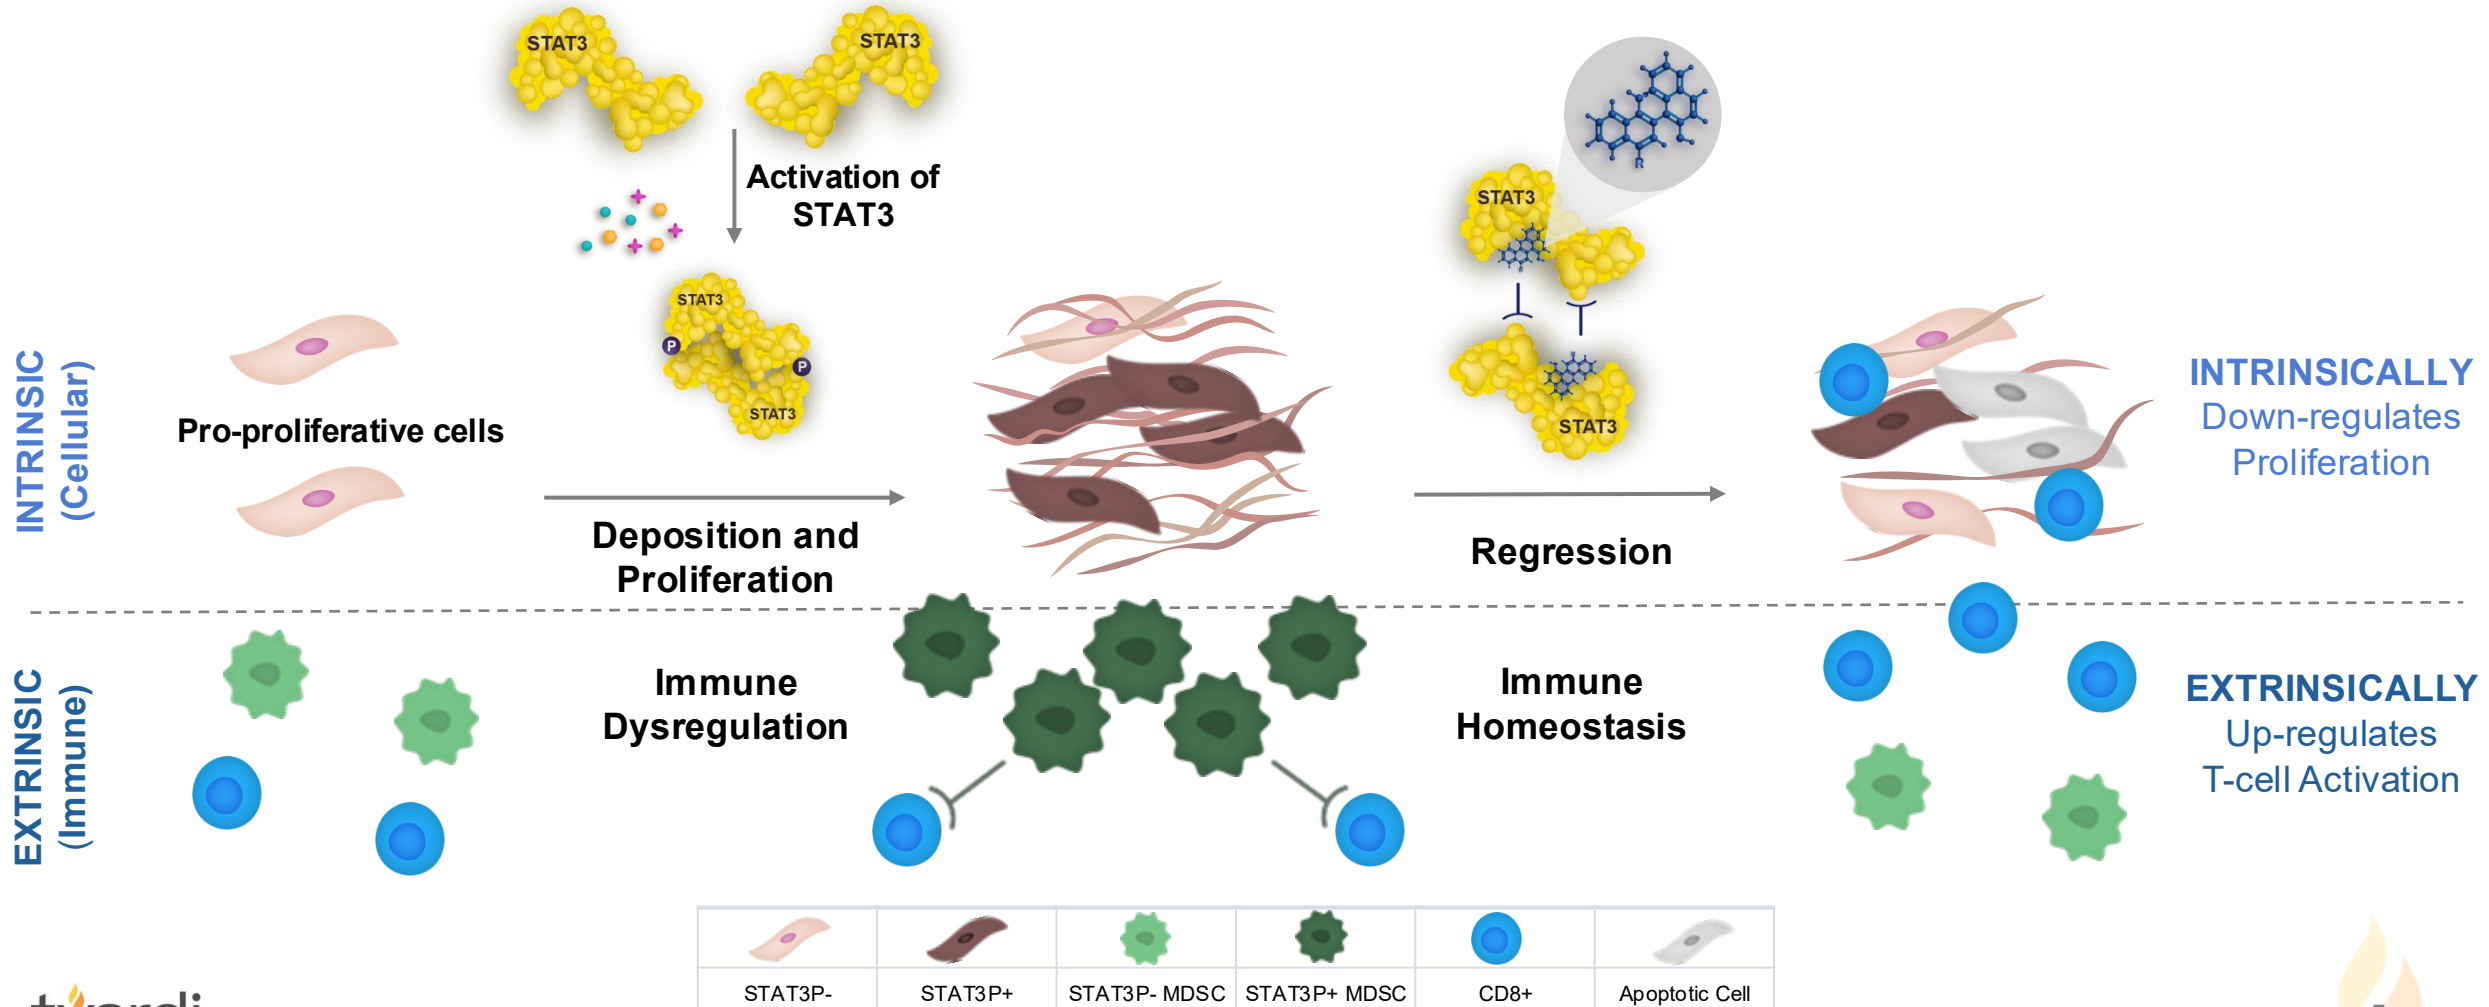 STAT3
STAT3
Activation of
STAT3
STAT3
P
P
STAT3
STAT3
STAT3
INTRINSIC
(Cellular)
Pro-proliferative cells
Deposition and
Proliferation
Regression
INTRINSICALLY
Down-regulates
Proliferation
EXTRINSIC
(Immune)
Immune
Dysregulation
Immune
Homeostasis
EXTRINSICALLY
Up-regulates
T-cell Activation
STAT3P-
STAT3P+
STAT3P- MDSC
STAT3P+ MDSC
CD8+
Apoptotic Cell